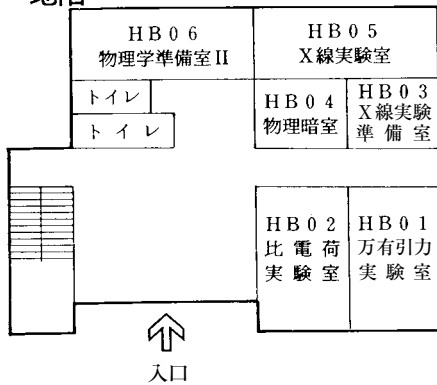 地階
HB06
物理学準備室II
HB05
X線実験室
トイレ
トイレ
HB04
物理暗室
HB03
X線実験
準備室
HB02
比電荷
実験室
HB01
万有引力
実験室
入口